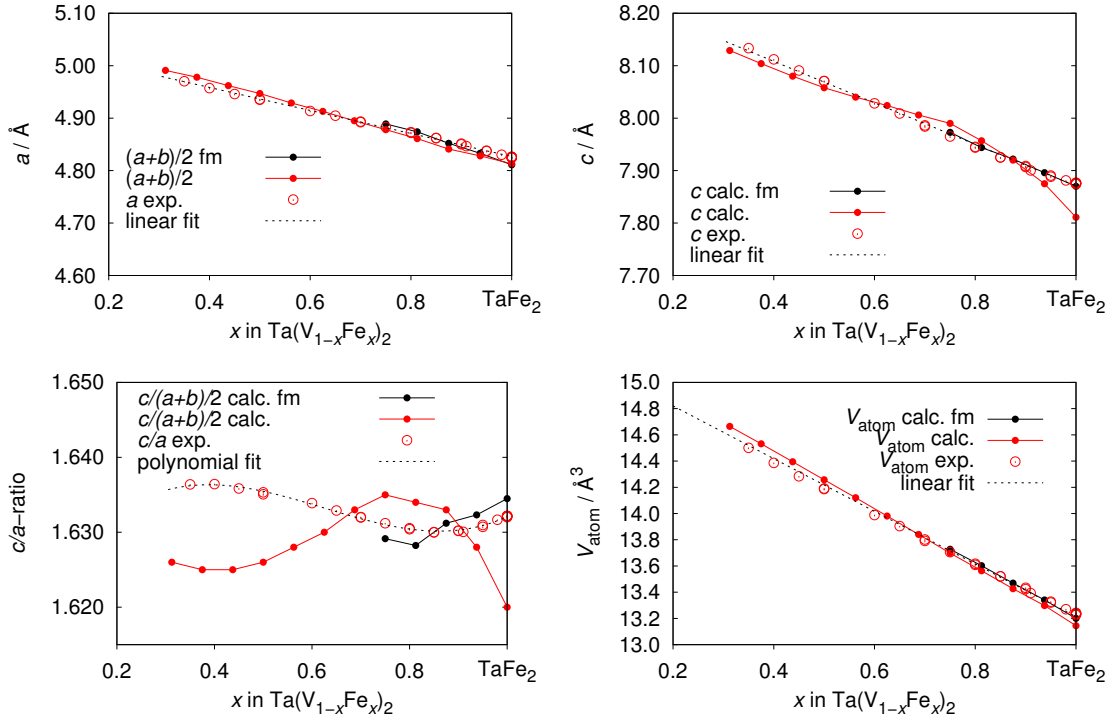 5.10
5.00
4.90
4.80
4.70
4.60
a / Å
(a+b)/2 fm
(a+b)/2
a exp.
linear fit
0.2
0.4
0.6
0.8
TaFe₂
x in Ta(V₁₋ₓFeₓ)₂
8.20
8.10
8.00
7.90
7.80
7.70
c / Å
c calc. fm
c calc.
c exp.
linear fit
0.2
0.4
0.6
0.8
TaFe₂
x in Ta(V₁₋ₓFeₓ)₂
1.650
1.640
1.630
1.620
c/a–ratio
c/(a+b)/2 calc. fm
c/(a+b)/2 calc.
c/a exp.
polynomial fit
0.2
0.4
0.6
0.8
TaFe₂
x in Ta(V₁₋ₓFeₓ)₂
15.0
14.8
14.6
14.4
14.2
14.0
13.8
13.6
13.4
13.2
13.0
V_atom / Å³
V_atom calc. fm
V_atom calc.
V_atom exp.
linear fit
0.2
0.4
0.6
0.8
TaFe₂
x in Ta(V₁₋ₓFeₓ)₂